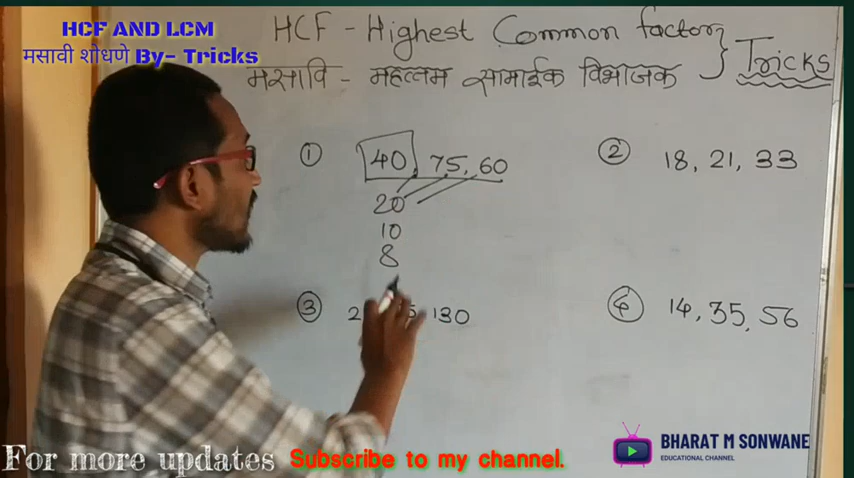 HCF AND LCM
मसावी शोधणे By- Tricks
HCF - Highest Common factor
मसावि - महत्तम सामाईक विभाजक
} Tricks
① 40, 75, 60
20
10
8
② 18, 21, 33
③ 130
④ 14, 35, 56
BHARAT M SONWANE
EDUCATIONAL CHANNEL
For more updates Subscribe to my channel.